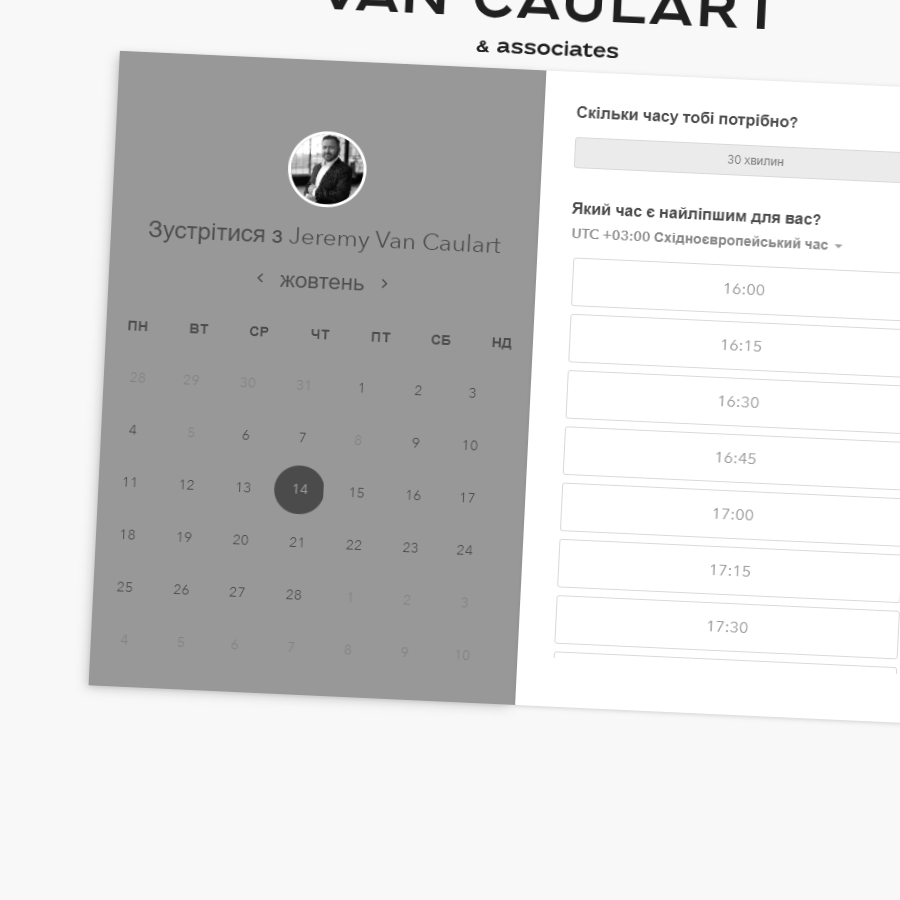 VAN CAULART
& associates
Зустрітися з Jeremy Van Caulart
жовтень
ПН ВТ СР ЧТ ПТ СБ НД
28 29 30 31 1 2 3
4 5 6 7 8 9 10
11 12 13 14 15 16 17
18 19 20 21 22 23 24
25 26 27 28 1 2 3
4 5 6 7 8 9 10
Скільки часу тобі потрібно?
30 хвилин
Який час є найліпшим для вас?
UTC +03:00 Східноєвропейський час
16:00
16:15
16:30
16:45
17:00
17:15
17:30